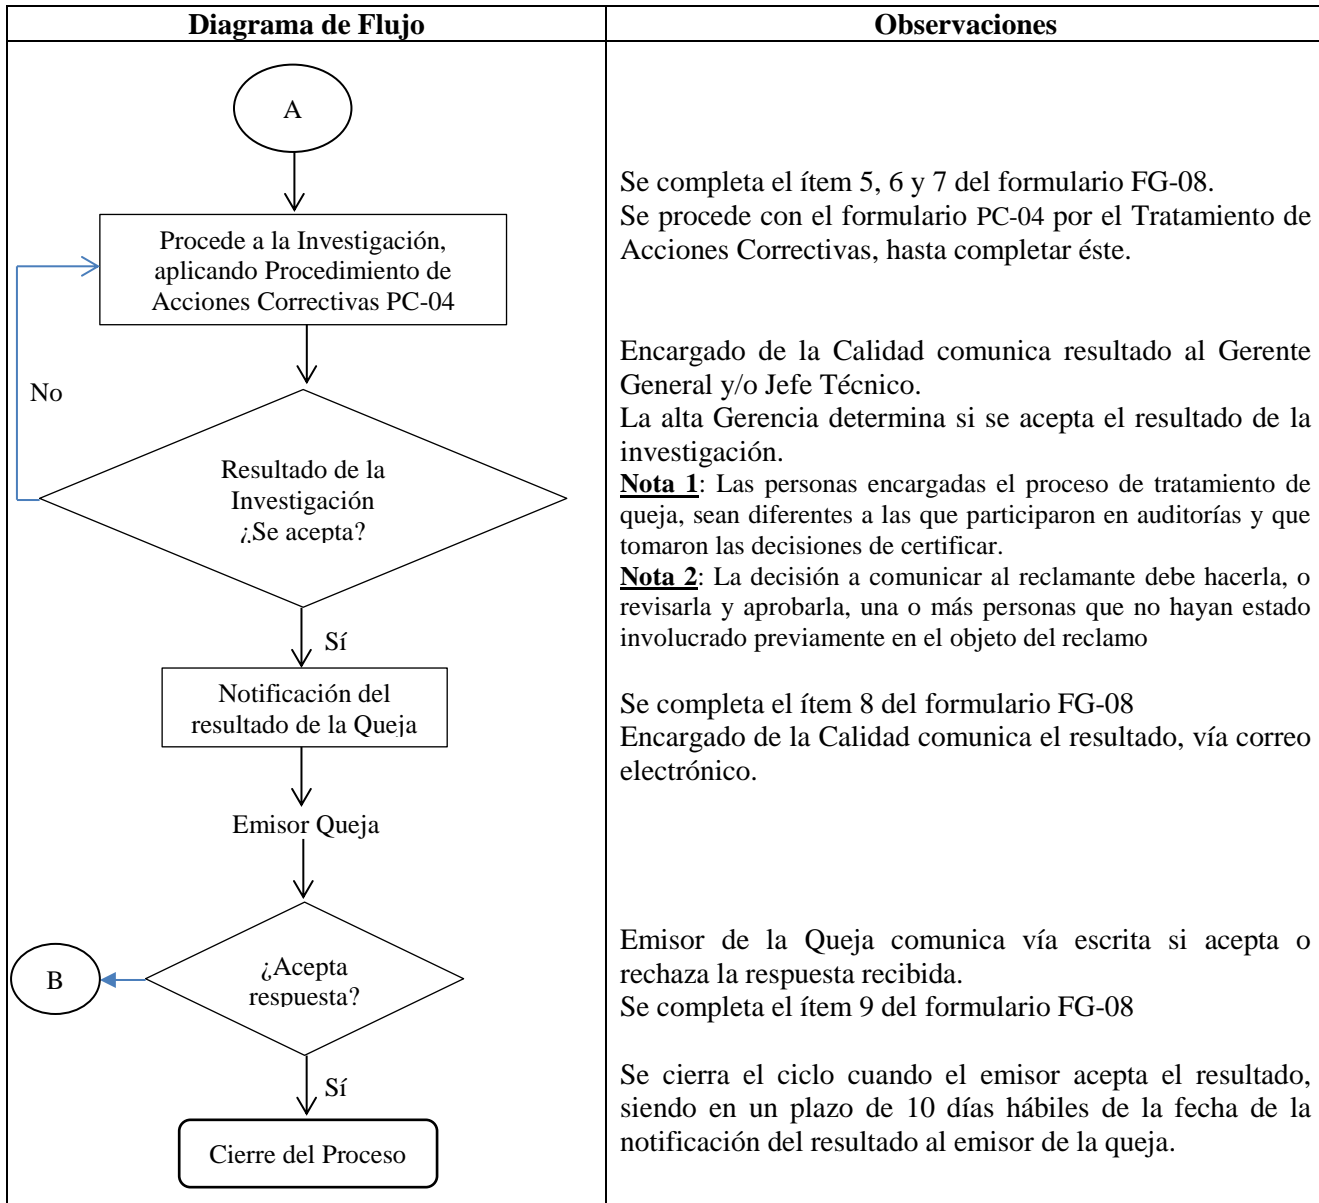 Diagrama de Flujo
Observaciones
A
Procede a la Investigación,
aplicando Procedimiento de
Acciones Correctivas PC-04
No
Resultado de la
Investigación
¿Se acepta?
Sí
Notificación del
resultado de la Queja
Emisor Queja
¿Acepta
respuesta?
B
Sí
Cierre del Proceso
Se completa el ítem 5, 6 y 7 del formulario FG-08.
Se procede con el formulario PC-04 por el Tratamiento de
Acciones Correctivas, hasta completar éste.
Encargado de la Calidad comunica resultado al Gerente
General y/o Jefe Técnico.
La alta Gerencia determina si se acepta el resultado de la
investigación.
Nota 1: Las personas encargadas el proceso de tratamiento de
queja, sean diferentes a las que participaron en auditorías y que
tomaron las decisiones de certificar.
Nota 2: La decisión a comunicar al reclamante debe hacerla, o
revisarla y aprobarla, una o más personas que no hayan estado
involucrado previamente en el objeto del reclamo
Se completa el ítem 8 del formulario FG-08
Encargado de la Calidad comunica el resultado, vía correo
electrónico.
Emisor de la Queja comunica vía escrita si acepta o
rechaza la respuesta recibida.
Se completa el ítem 9 del formulario FG-08
Se cierra el ciclo cuando el emisor acepta el resultado,
siendo en un plazo de 10 días hábiles de la fecha de la
notificación del resultado al emisor de la queja.